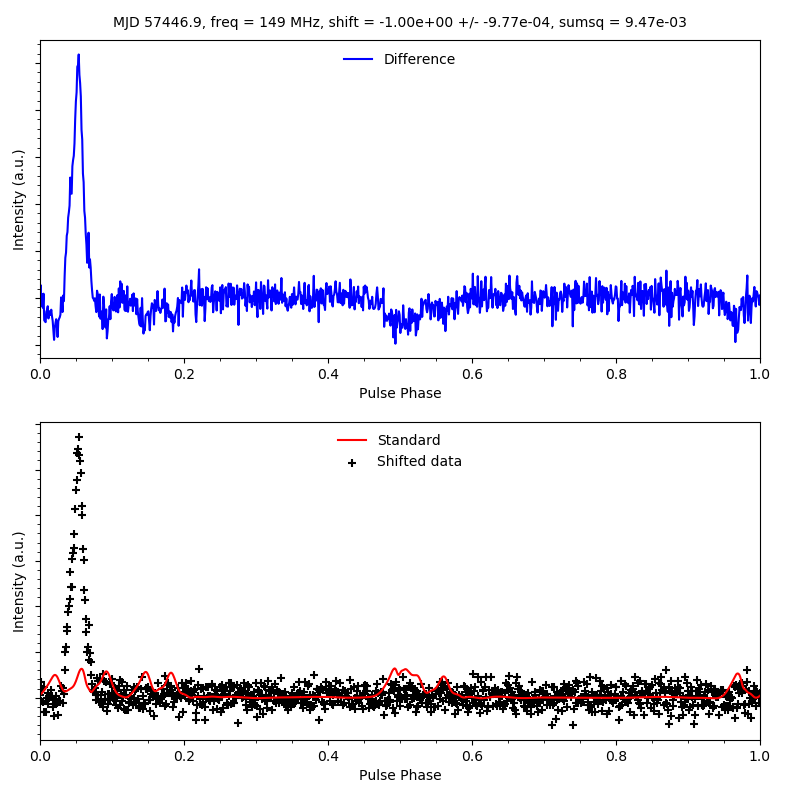 MJD 57446.9, freq = 149 MHz, shift = -1.00e+00 +/- -9.77e-04, sumsq = 9.47e-03
Difference
Intensity (a.u.)
0.0 0.2 0.4 0.6 0.8 1.0
Pulse Phase
Standard
Shifted data
Intensity (a.u.)
0.0 0.2 0.4 0.6 0.8 1.0
Pulse Phase